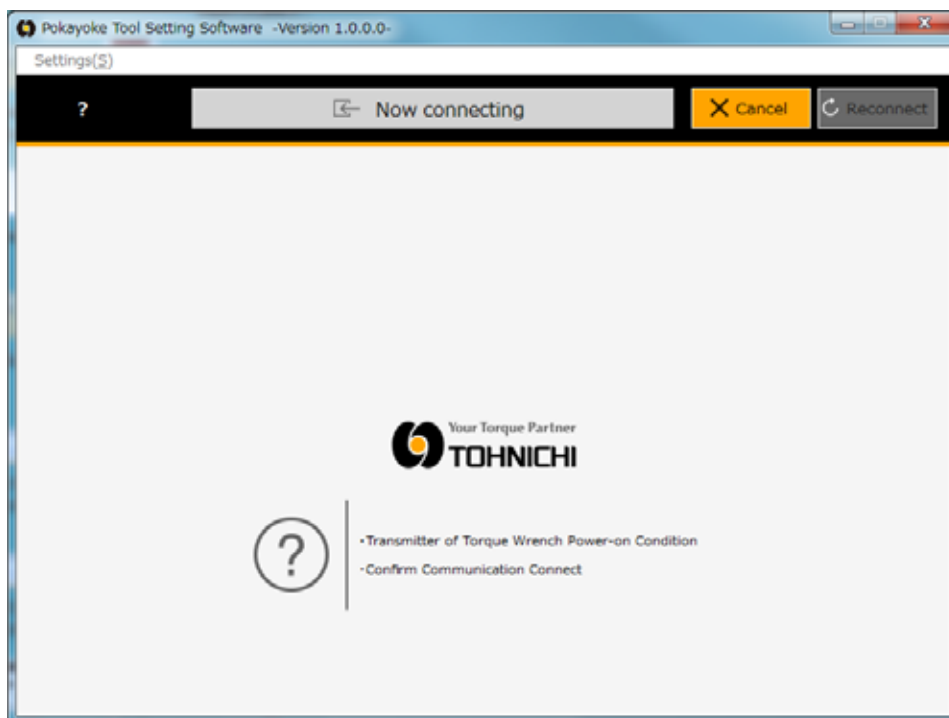 Pokayoke Tool Setting Software -Version 1.0.0.0-
Settings(S)
?
Now connecting
Cancel
Reconnect
Your Torque Partner
TOHNICHI
?
・Transmitter of Torque Wrench Power-on Condition
・Confirm Communication Connect